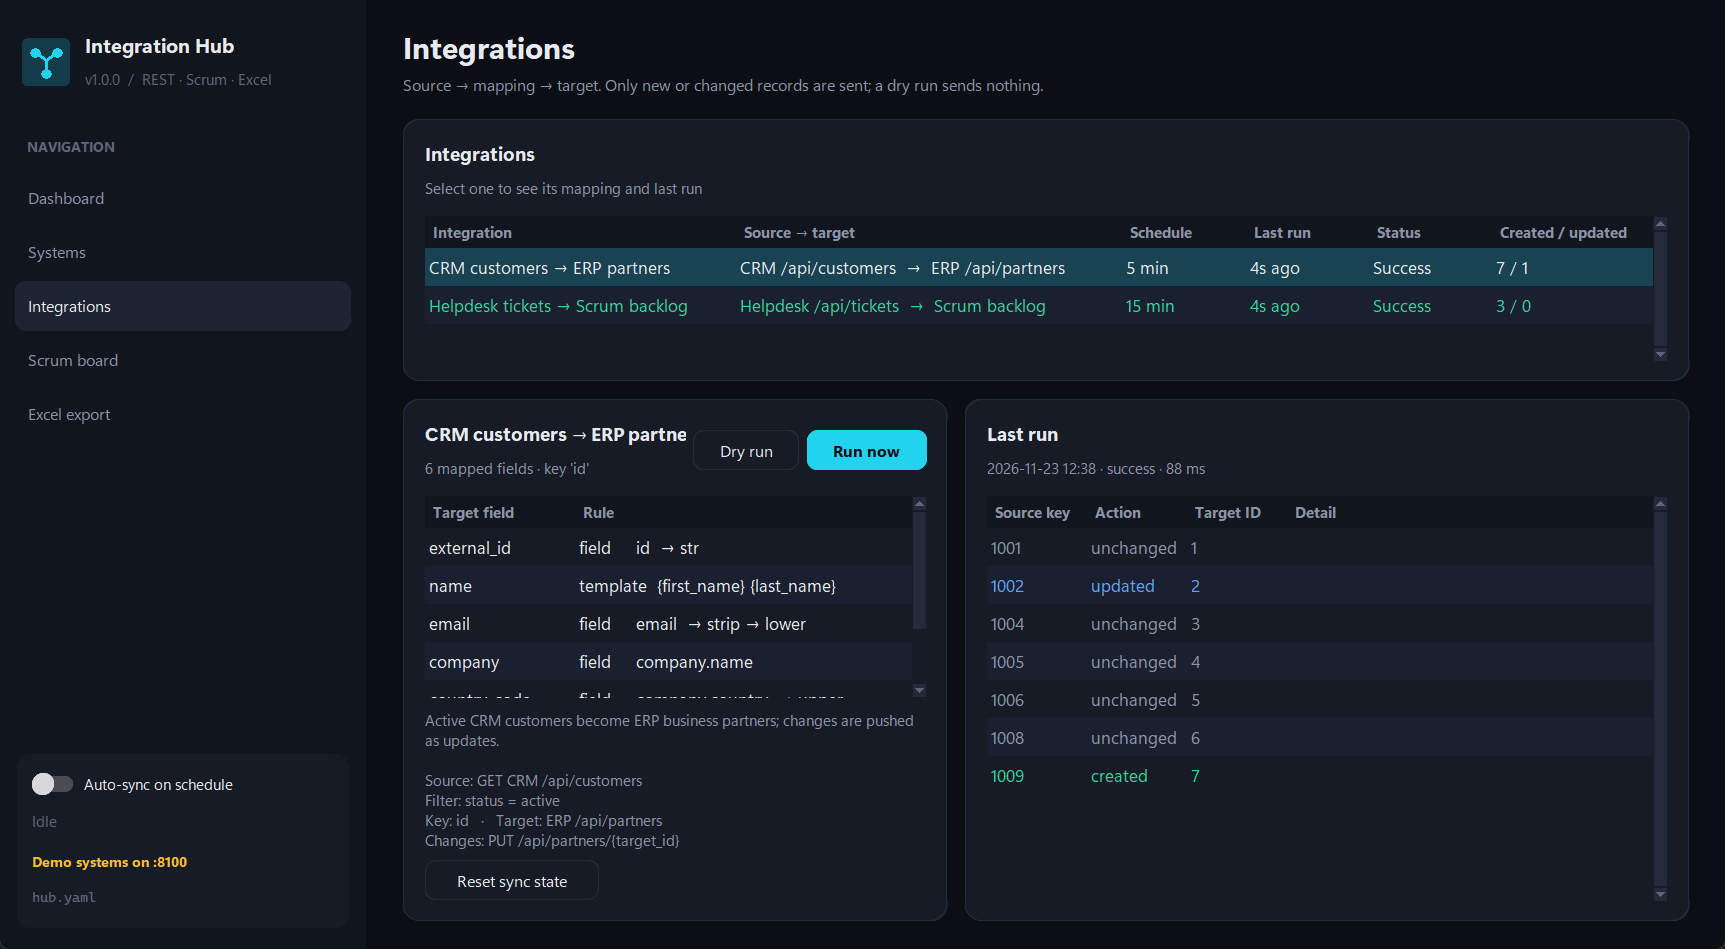 Integration Hub
v1.0.0 / REST · Scrum · Excel
NAVIGATION
Dashboard
Systems
Integrations
Scrum board
Excel export
Auto-sync on schedule
Idle
Demo systems on :8100
hub.yaml
Integrations
Source → mapping → target. Only new or changed records are sent; a dry run sends nothing.
Integrations
Select one to see its mapping and last run
Integration Source → target Schedule Last run Status Created / updated
CRM customers → ERP partners CRM /api/customers → ERP /api/partners 5 min 4s ago Success 7 / 1
Helpdesk tickets → Scrum backlog Helpdesk /api/tickets → Scrum backlog 15 min 4s ago Success 3 / 0
CRM customers → ERP partne
Dry run
Run now
6 mapped fields · key 'id'
Target field Rule
external_id field id → str
name template {first_name} {last_name}
email field email → strip → lower
company field company.name
country_code field company.country → upper
Active CRM customers become ERP business partners; changes are pushed
as updates.
Source: GET CRM /api/customers
Filter: status = active
Key: id · Target: ERP /api/partners
Changes: PUT /api/partners/{target_id}
Reset sync state
Last run
2026-11-23 12:38 · success · 88 ms
Source key Action Target ID Detail
1001 unchanged 1
1002 updated 2
1004 unchanged 3
1005 unchanged 4
1006 unchanged 5
1008 unchanged 6
1009 created 7